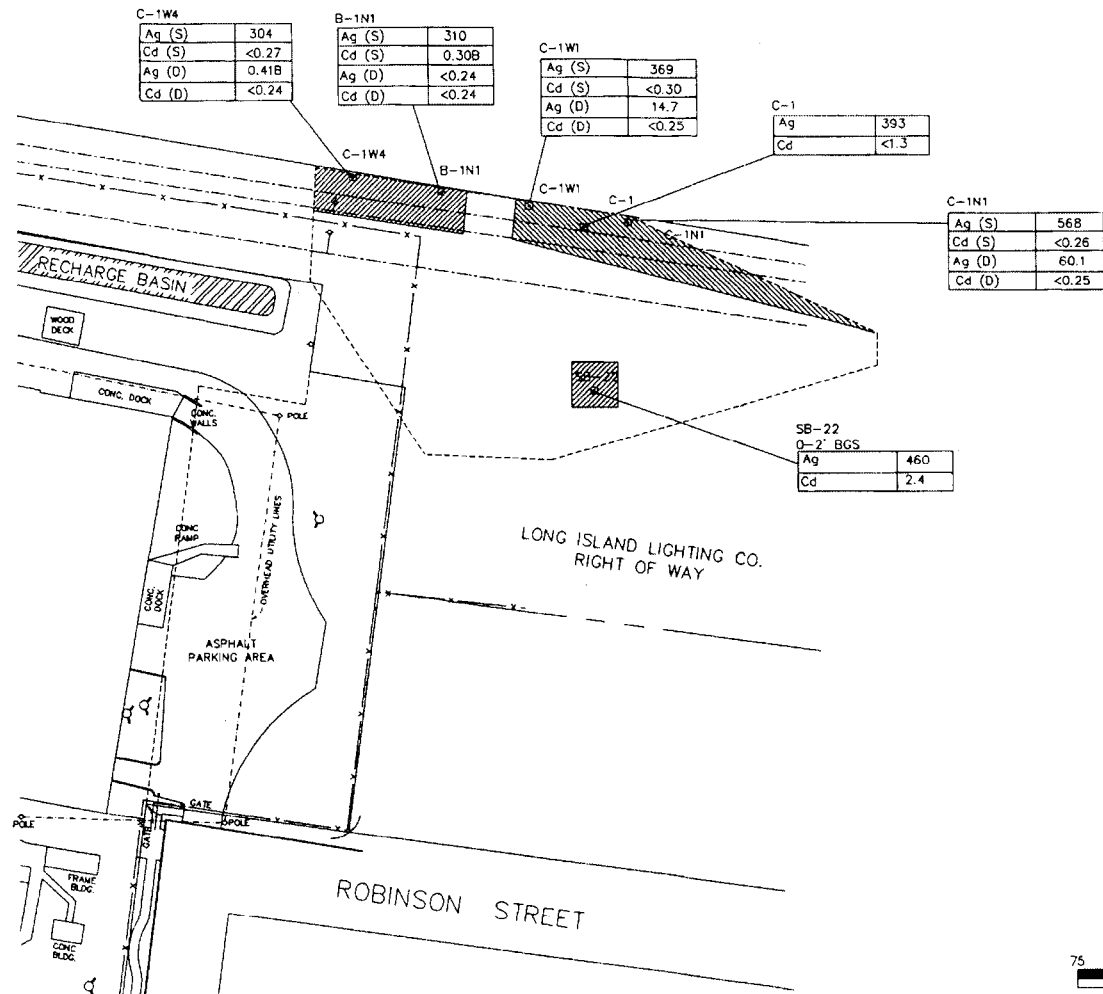 C-1W4
Ag (S) 304
Cd (S) <0.27
Ag (D) 0.41B
Cd (D) <0.24
B-1N1
Ag (S) 310
Cd (S) 0.30B
Ag (D) <0.24
Cd (D) <0.24
C-1W1
Ag (S) 369
Cd (S) <0.30
Ag (D) 14.7
Cd (D) <0.25
C-1
Ag 393
Cd <1.3
C-1N1
Ag (S) 568
Cd (S) <0.26
Ag (D) 60.1
Cd (D) <0.25
C-1W4
B-1N1
C-1W1
C-1
C-1N1
RECHARGE BASIN
WOOD
DECK
CONC. DOCK
CONC.
WALLS
POLE
SB-22
SB-22
0-2' BGS
Ag 460
Cd 2.4
CONC
RAMP
OVERHEAD UTILITY LINES
LONG ISLAND LIGHTING CO.
RIGHT OF WAY
CONC.
DOCK
ASPHALT
PARKING AREA
GATE
POLE
GATE
POLE
FRAME
BLDG.
CONC
BLDG.
ROBINSON STREET
75